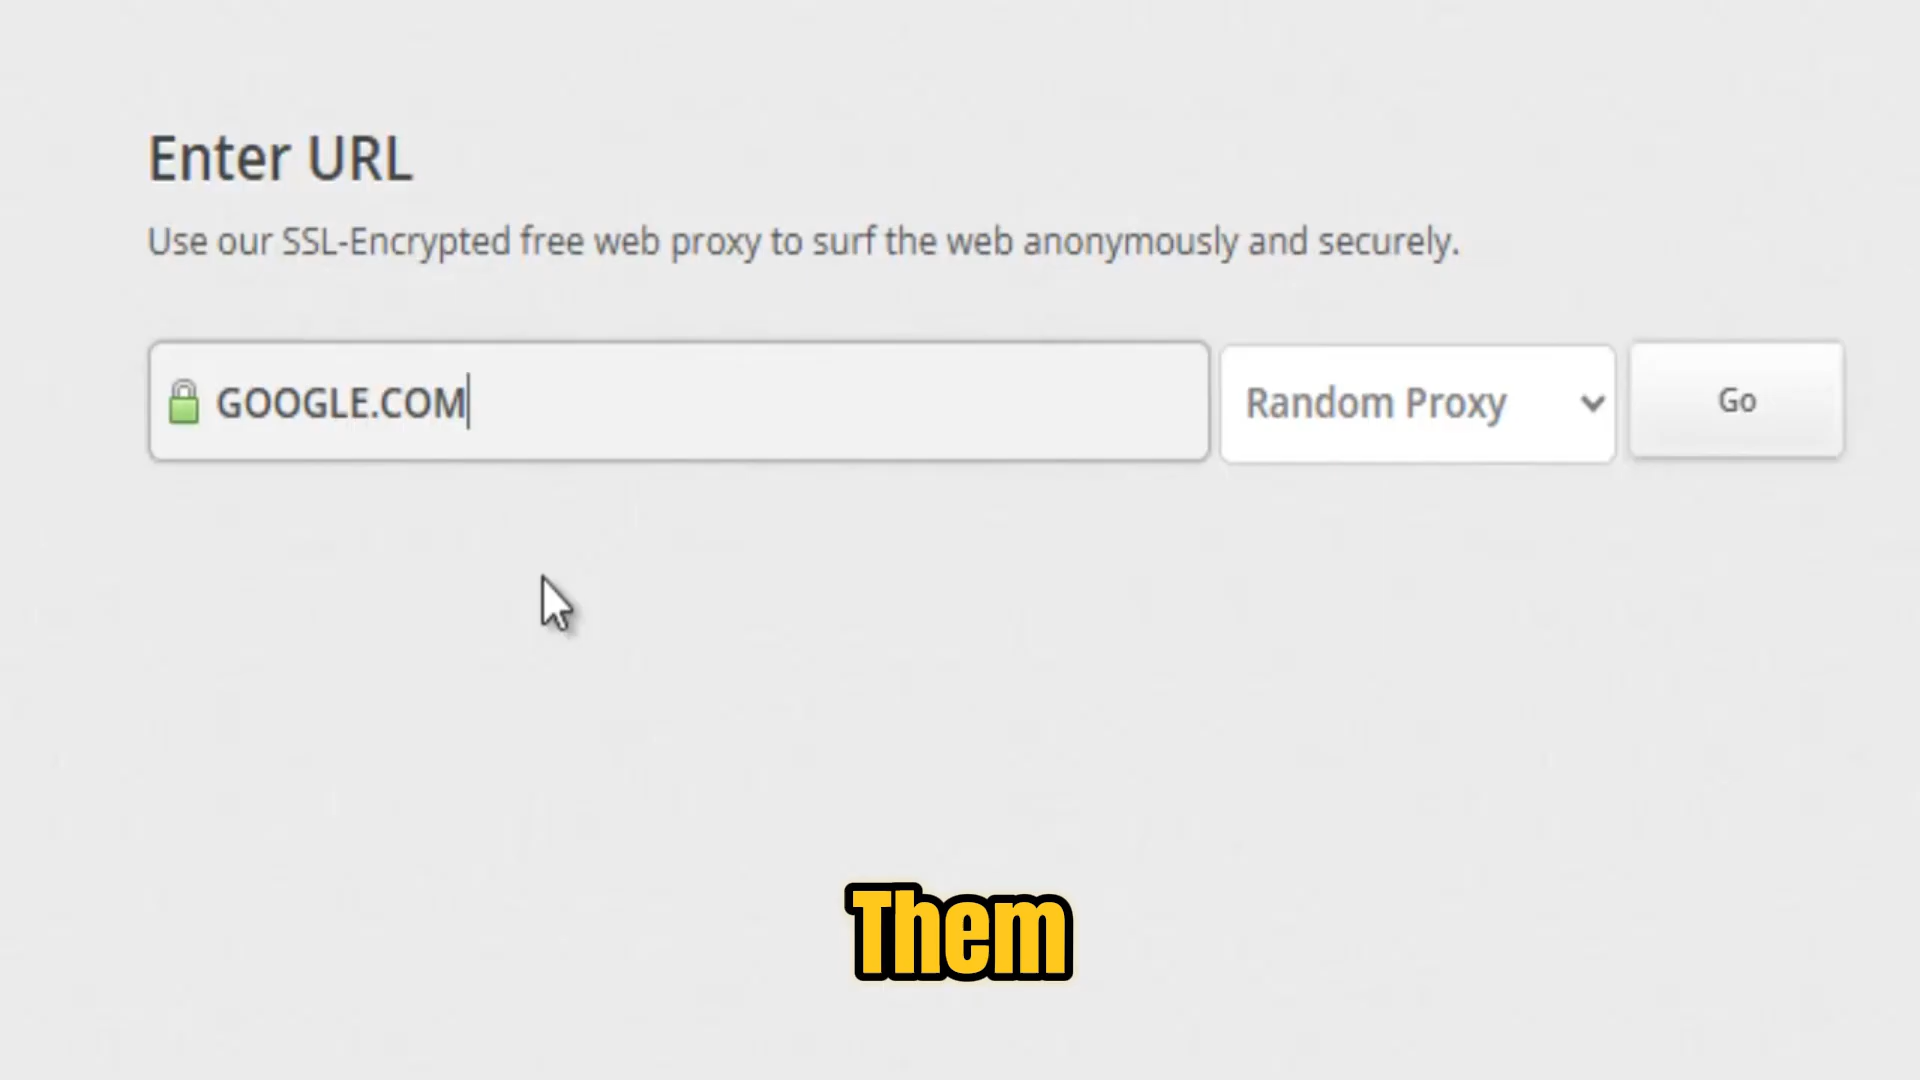 Enter URL
Use our SSL-Encrypted free web proxy to surf the web anonymously and securely.
GOOGLE.COM Random Proxy Go
Them